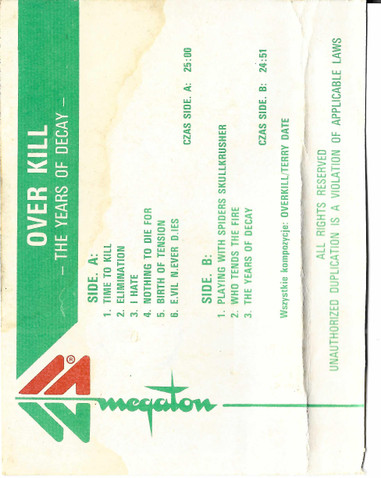 OVER KILL
— THE YEARS OF DECAY —
SIDE. A:
1. TIME TO KILL
2. ELIMINATION
3. I HATE
4. NOTHING TO DIE FOR
5. BIRTH OF TENSION
6. E.VIL N.EVER D.IES
CZAS SIDE. A: 25:00
SIDE. B:
1. PLAYING WITH SPIDERS SKULLKRUSHER
2. WHO TENDS THE FIRE
3. THE YEARS OF DECAY
CZAS SIDE. B: 24:51
Wszystkie kompozycje: OVERKILL/TERRY DATE
ALL RIGHTS RESERVED
UNAUTHORIZED DUPLICATION IS A VIOLATION OF APPLICABLE LAWS
®
megaton